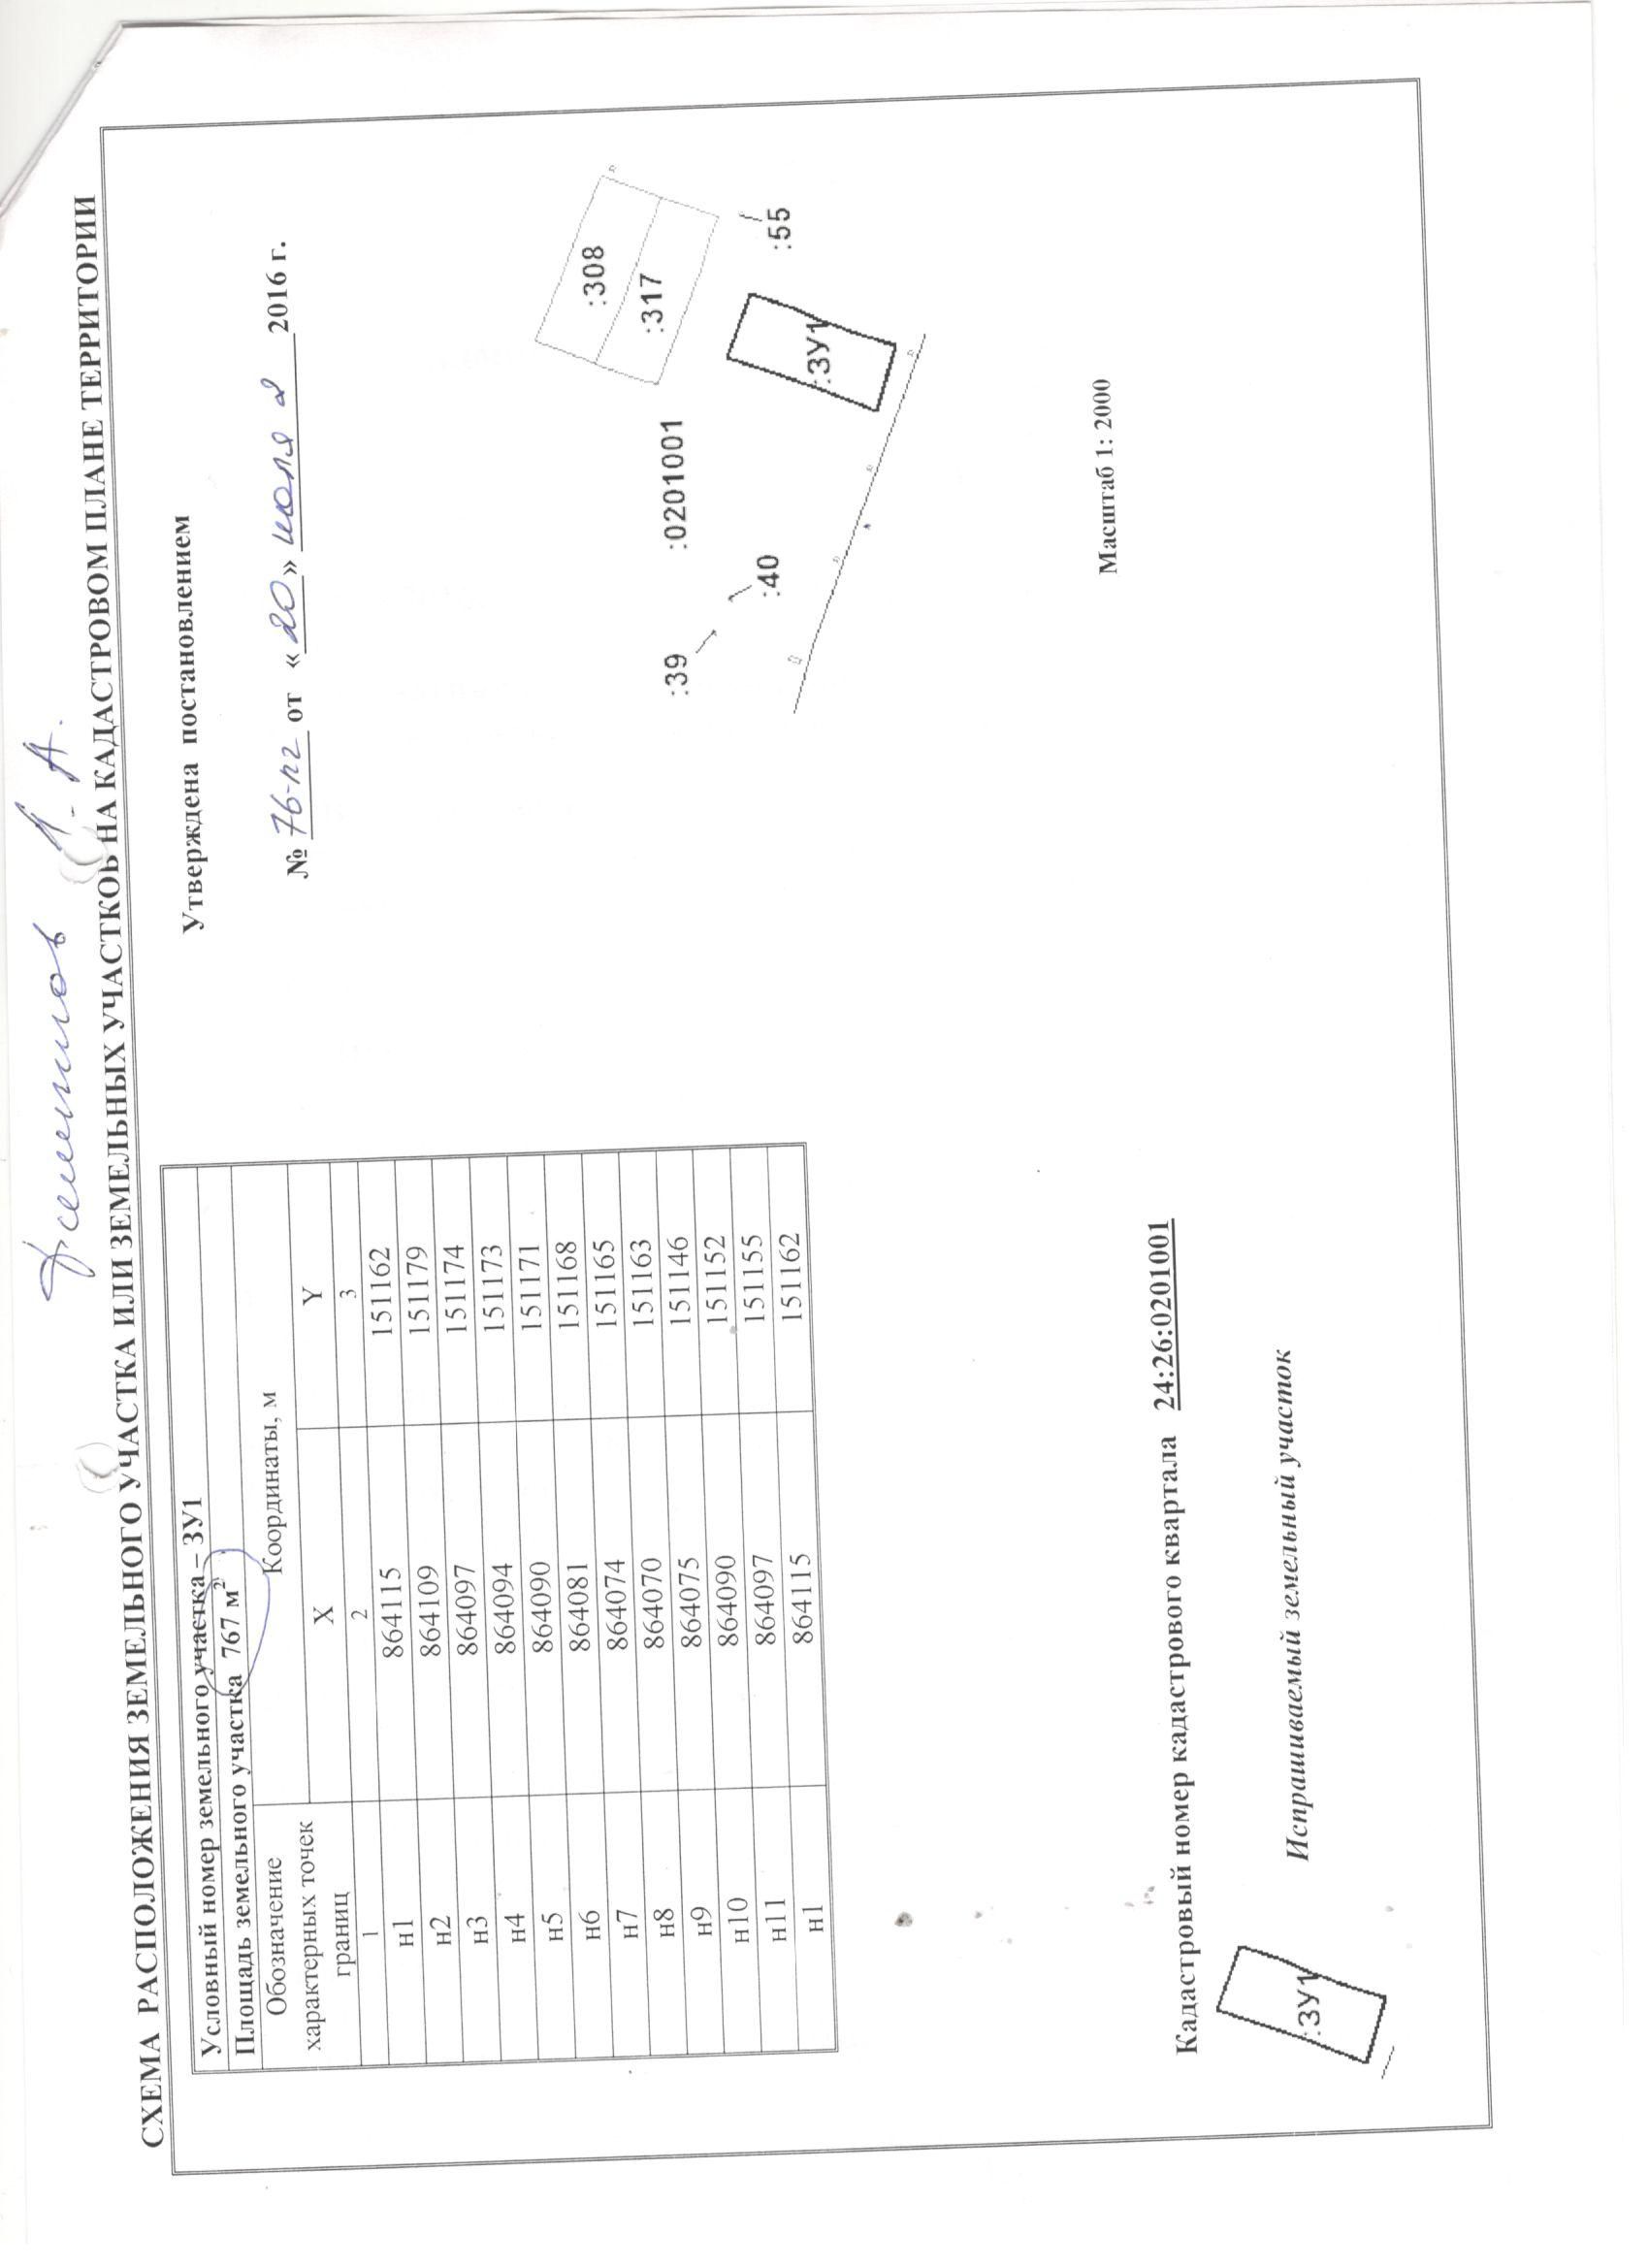 Л. А.
СХЕМА РАСПОЛОЖЕНИЯ ЗЕМЕЛЬНОГО УЧАСТКА ИЛИ ЗЕМЕЛЬНЫХ УЧАСТКОВ НА КАДАСТРОВОМ ПЛАНЕ ТЕРРИТОРИИ
Утверждена постановлением
№ 76-пг от «20» июля 2016 г.
Условный номер земельного участка – ЗУ1
Площадь земельного участка 767 м²
Обозначение характерных точек границ Координаты, м
X Y
1 2 3
н1 864115 151162
н2 864109 151179
н3 864097 151174
н4 864094 151173
н5 864090 151171
н6 864081 151168
н7 864074 151165
н8 864070 151163
н9 864075 151146
н10 864090 151152
н11 864097 151155
н1 864115 151162
:308
:317
:55
:ЗУ1
:0201001
:40
:39
Масштаб 1: 2000
Кадастровый номер кадастрового квартала 24:26:0201001
:ЗУ1
Испрашиваемый земельный участок